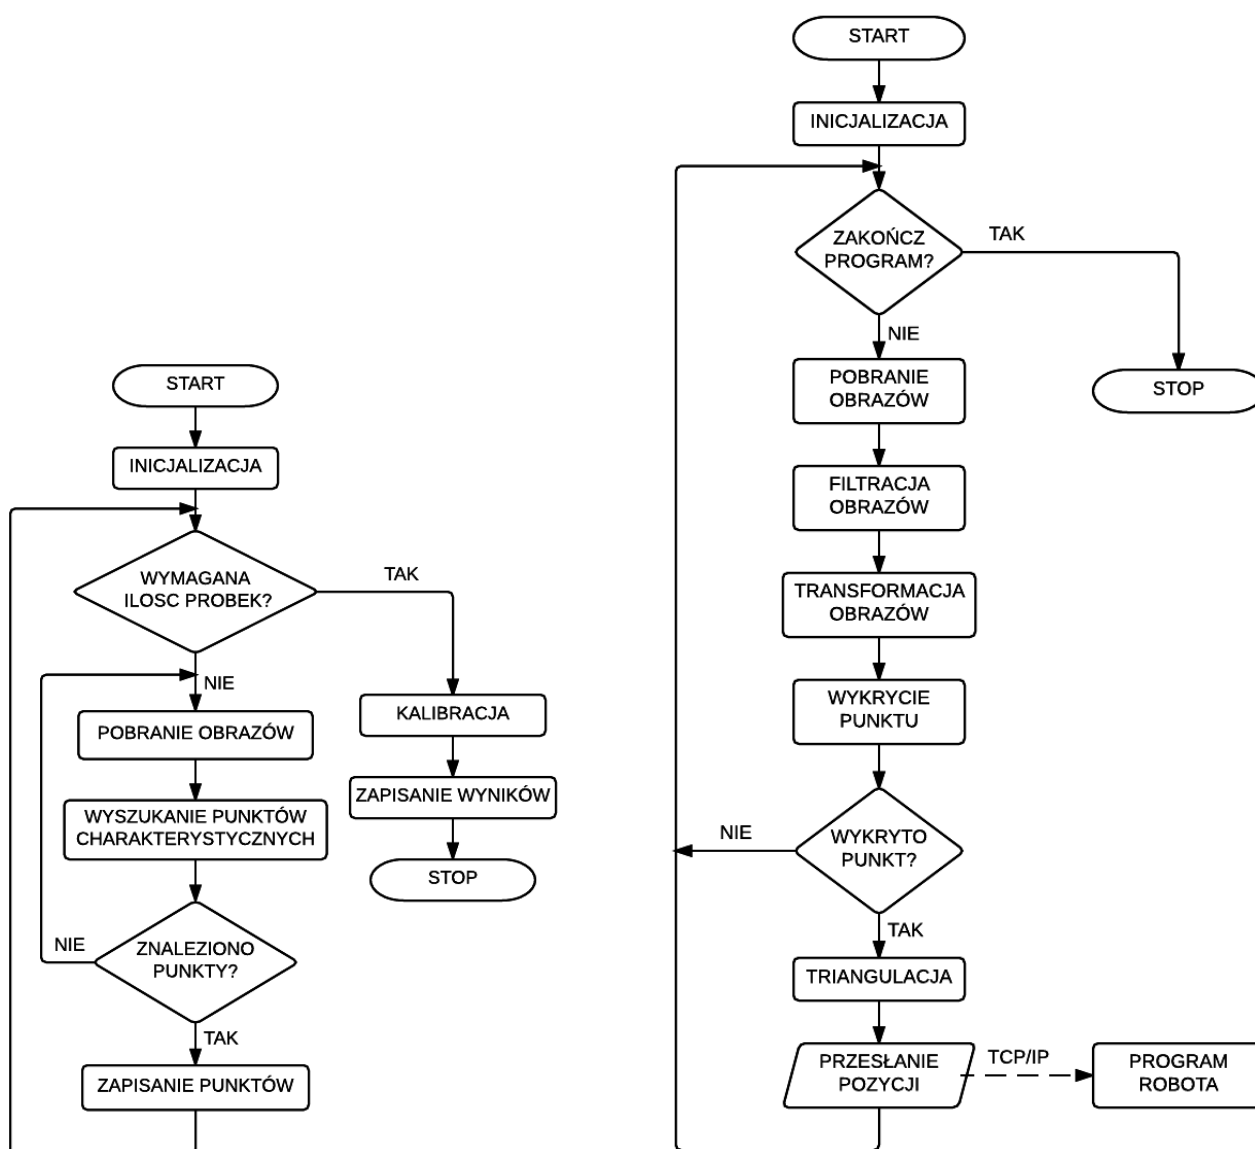 START
INICJALIZACJA
WYMAGANA
ILOSC PROBEK?
TAK
NIE
POBRANIE OBRAZÓW
WYSZUKANIE PUNKTÓW
CHARAKTERYSTYCZNYCH
ZNALEZIONO
PUNKTY?
NIE
TAK
ZAPISANIE PUNKTÓW
KALIBRACJA
ZAPISANIE WYNIKÓW
STOP
START
INICJALIZACJA
ZAKOŃCZ
PROGRAM?
TAK
STOP
NIE
POBRANIE
OBRAZÓW
FILTRACJA
OBRAZÓW
TRANSFORMACJA
OBRAZÓW
WYKRYCIE
PUNKTU
WYKRYTO
PUNKT?
NIE
TAK
TRIANGULACJA
PRZESŁANIE
POZYCJI
TCP/IP
PROGRAM
ROBOTA